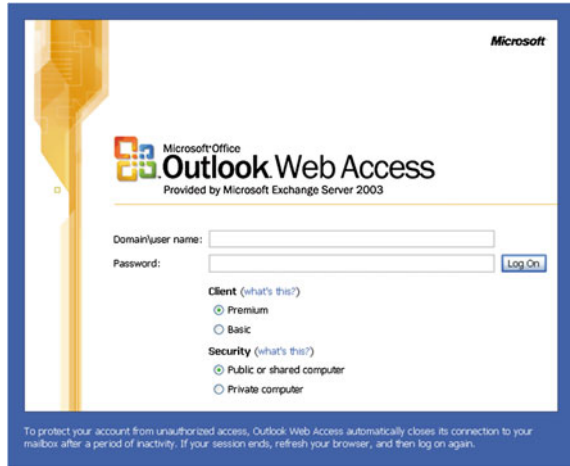 Microsoft
Microsoft Office
Outlook Web Access
Provided by Microsoft Exchange Server 2003
Domain\user name:
Password:
Log On
Client (what's this?)
Premium
Basic
Security (what's this?)
Public or shared computer
Private computer
To protect your account from unauthorized access, Outlook Web Access automatically closes its connection to your
mailbox after a period of inactivity. If your session ends, refresh your browser, and then log on again.